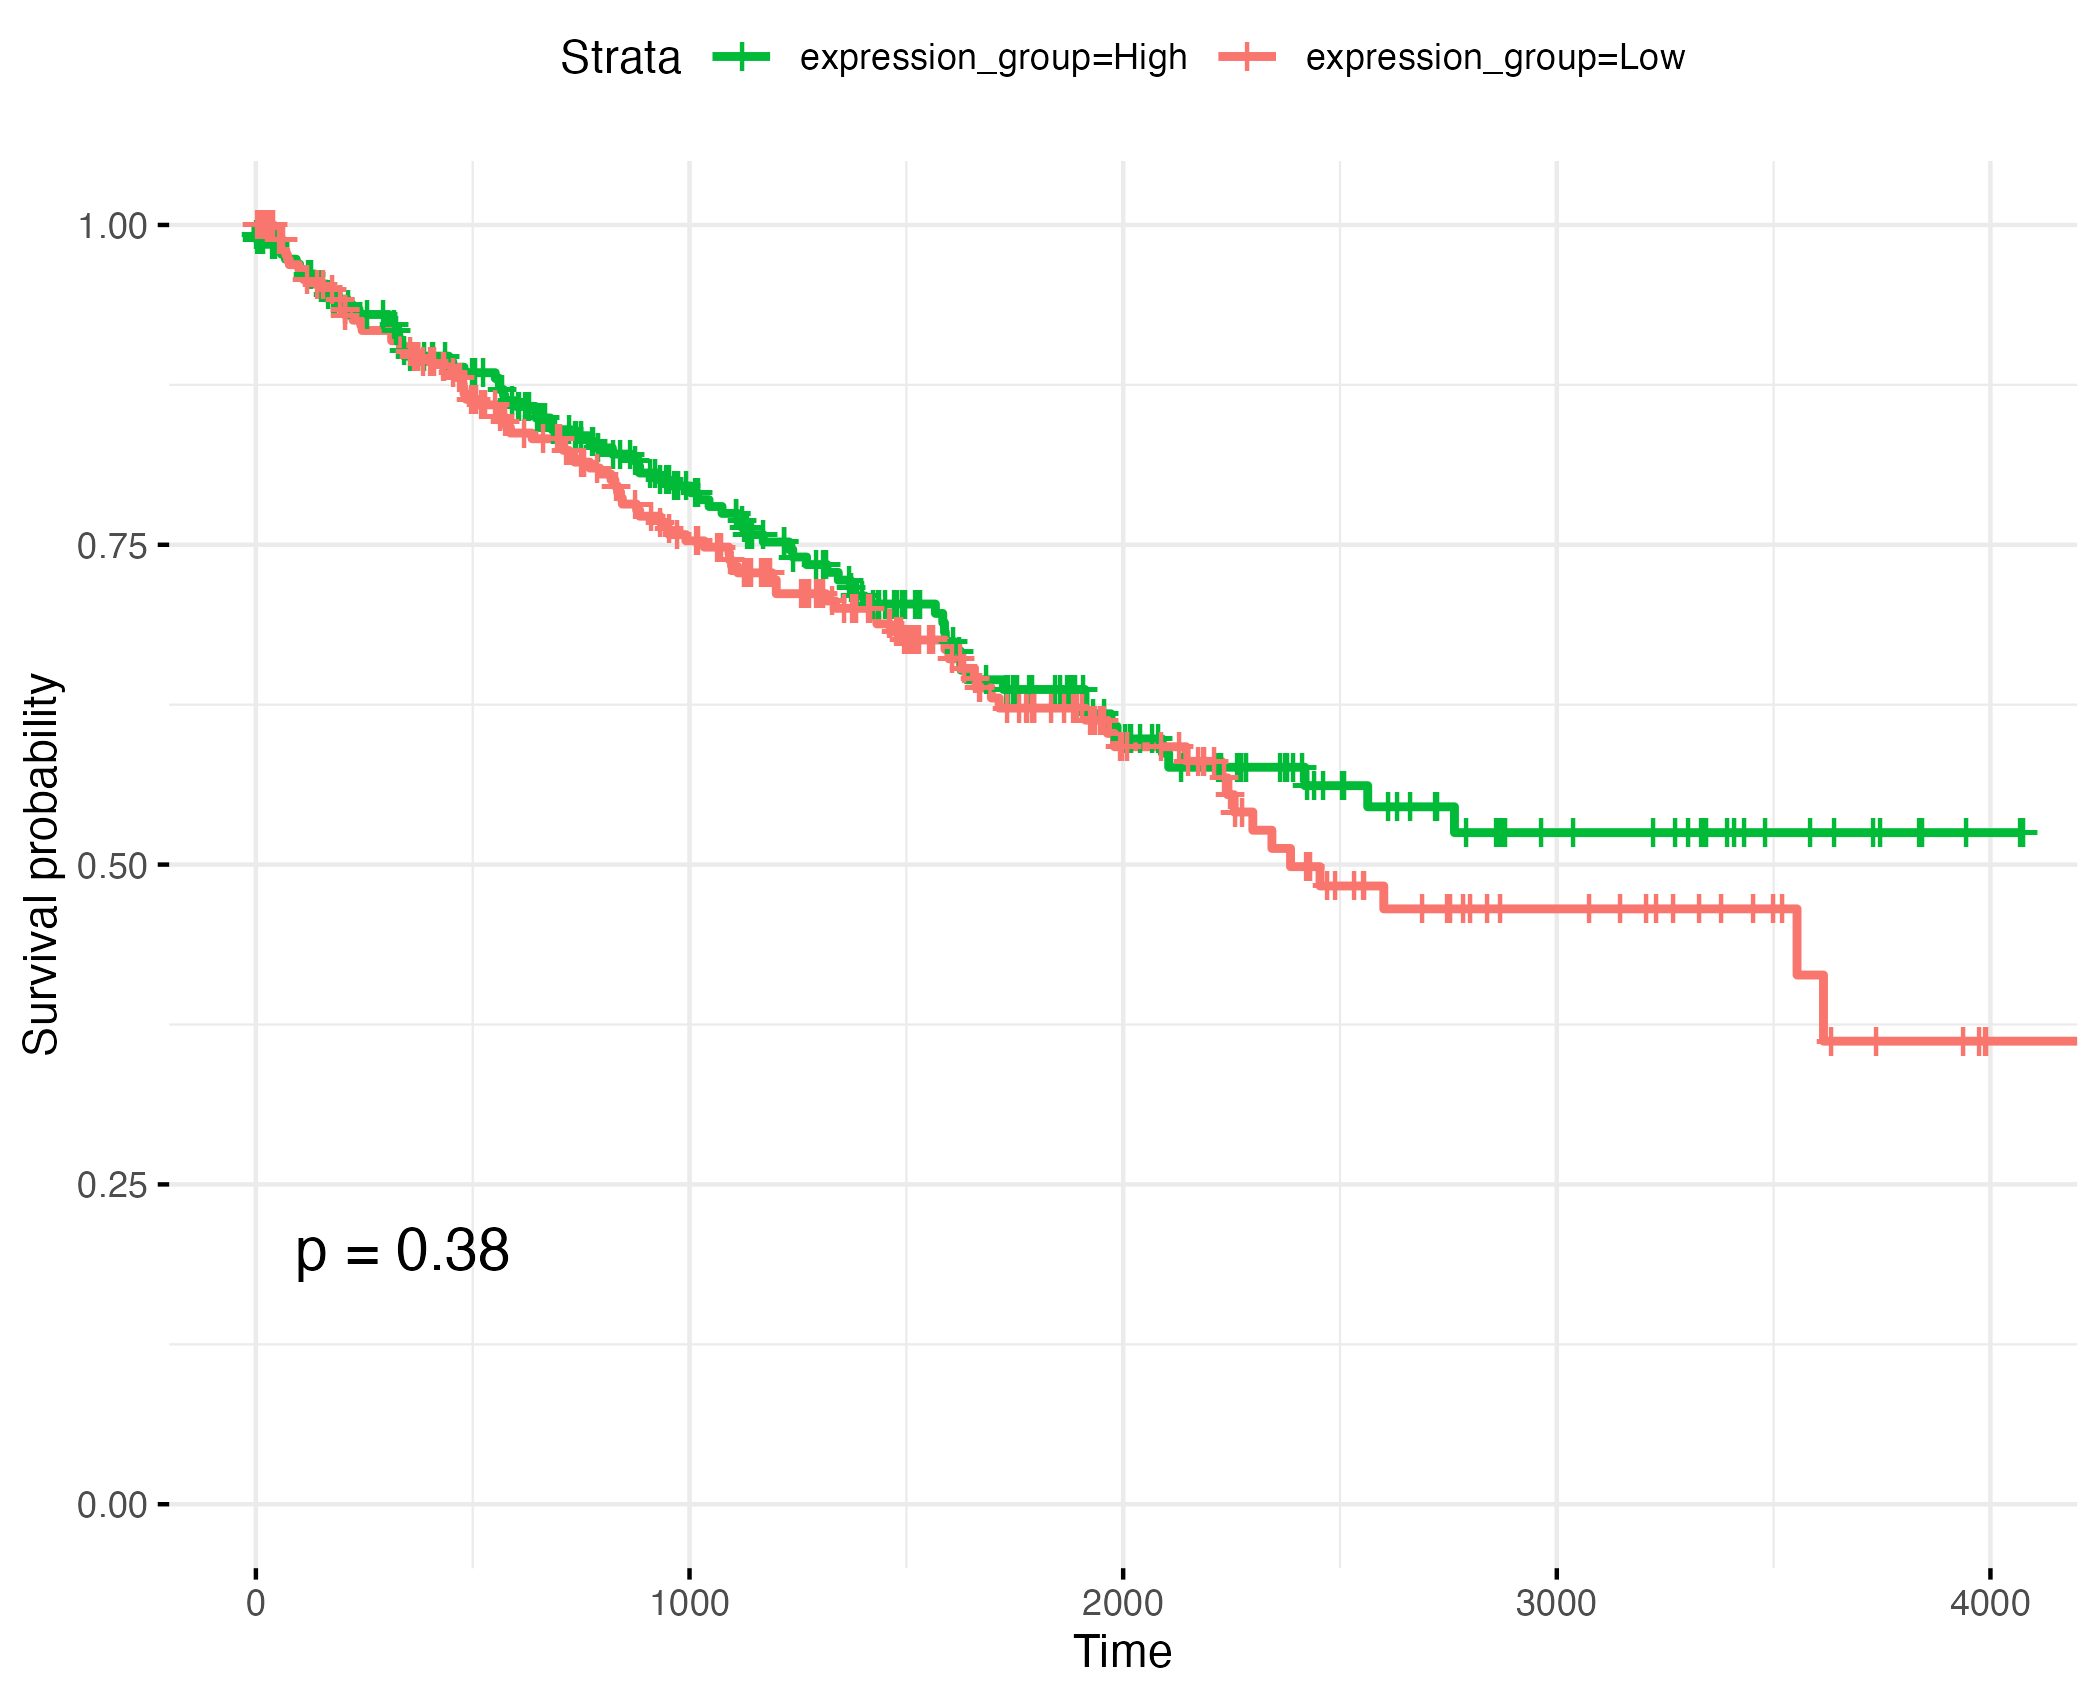 Strata expression_group=High expression_group=Low
1.00
0.75
0.50
0.25
0.00
Survival probability
p = 0.38
0 1000 2000 3000 4000
Time